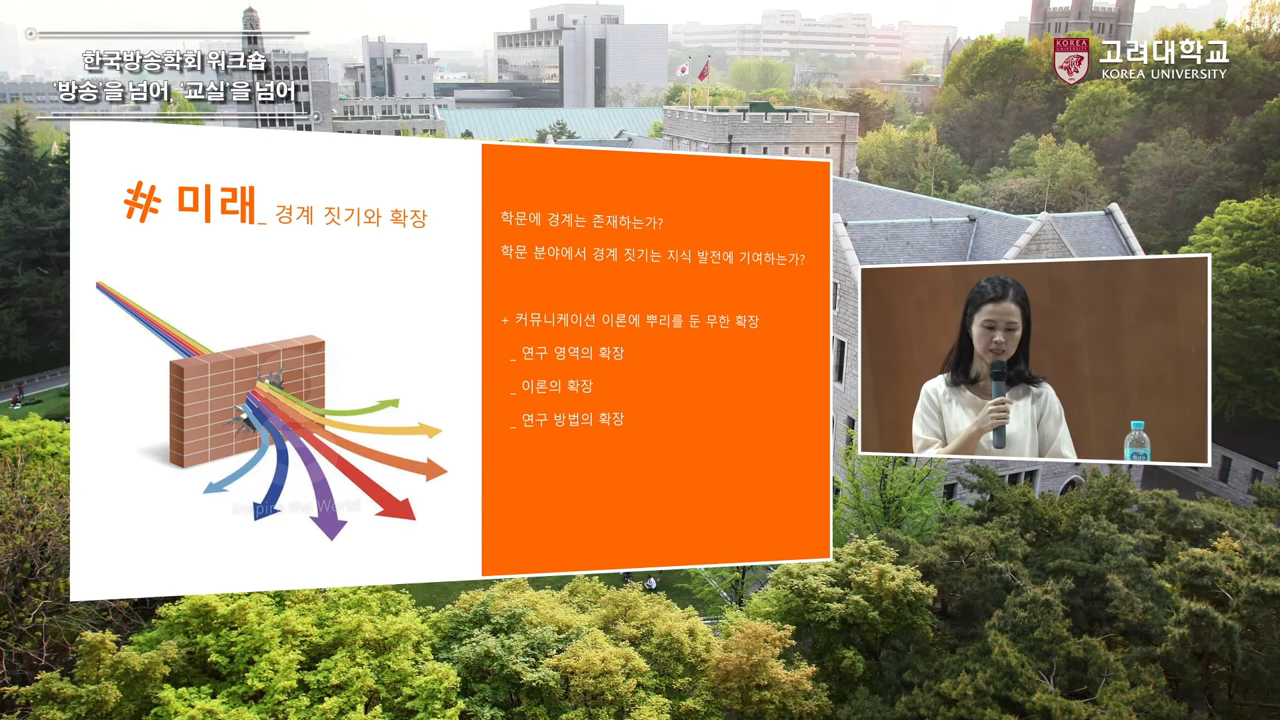 한국방송학회 워크숍
'방송'을 넘어, '교실'을 넘어
KOREA
고려대학교
KOREA UNIVERSITY
# 미래_ 경계 짓기와 확장
Inspire the World
학문에 경계는 존재하는가?
학문 분야에서 경계 짓기는 지식 발전에 기여하는가?
+ 커뮤니케이션 이론에 뿌리를 둔 무한 확장
_ 연구 영역의 확장
_ 이론의 확장
_ 연구 방법의 확장